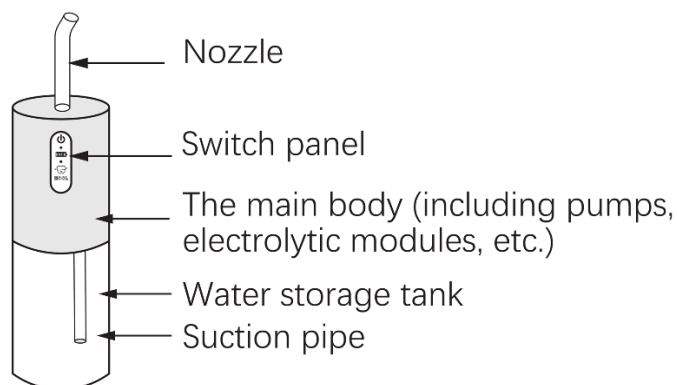 Nozzle
Switch panel
The main body (including pumps,
electrolytic modules, etc.)
Water storage tank
Suction pipe